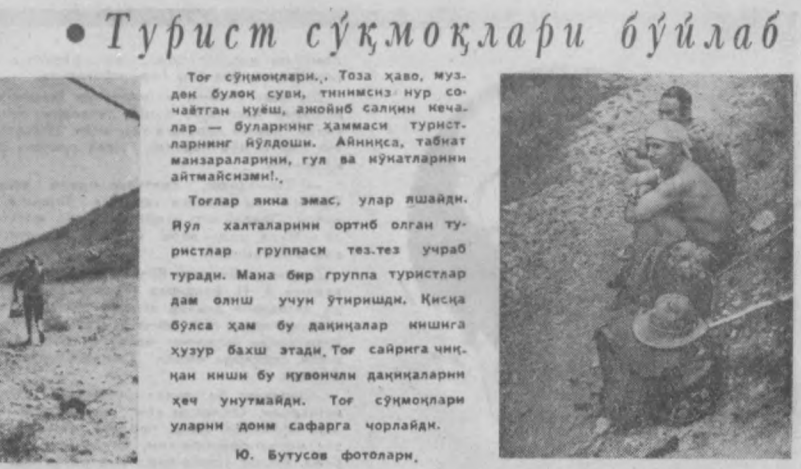 • Турист сўқмоқлари бўйлаб
Тоғ сўқмоқлари.. Тоза ҳаво, муз-
дек булоқ суви, тинимсиз нур со-
чаётган қуёш, ажойиб салқин кеча-
лар — буларнинг ҳаммаси турист-
ларнинг йўлдоши. Айниқса, табиат
манзараларини, гул ва кўкатларини
айтмайсизми!..
Тоғлар якка эмас, улар яшайди.
Йўл халталарини ортиб олган ту-
ристлар группаси тез.тез учраб
туради. Мана бир группа туристлар
дам олиш учун ўтиришди. Қисқа
бўлса ҳам бу дақиқалар кишига
ҳузур бахш этади. Тоғ сайрига чиқ-
қан киши бу қувончли дақиқаларни
ҳеч унутмайди. Тоғ сўқмоқлари
уларни доим сафарга чорлайди.
Ю. Бутусов фотолари.